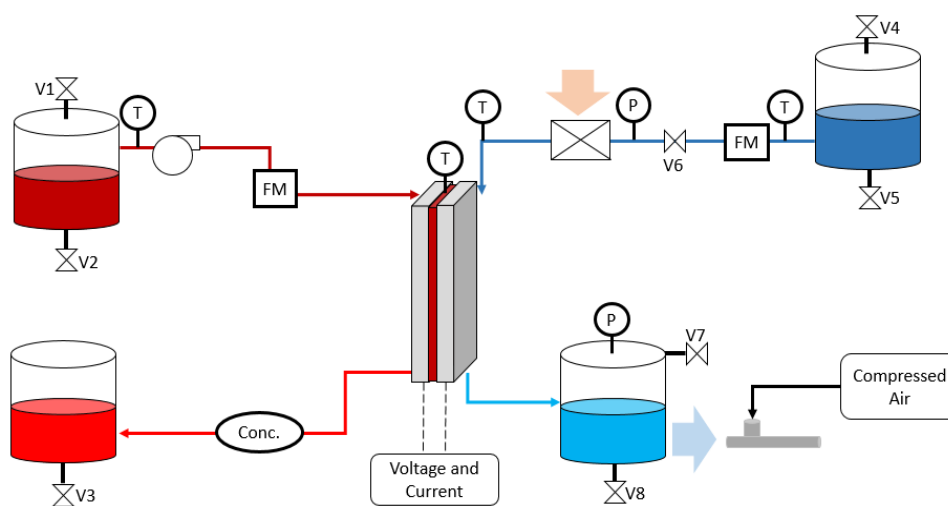 V4
V1
T
T
P
T
V6
FM
T
FM
V5
V2
P
V7
Compressed
Air
Conc.
Voltage and
Current
V3
V8